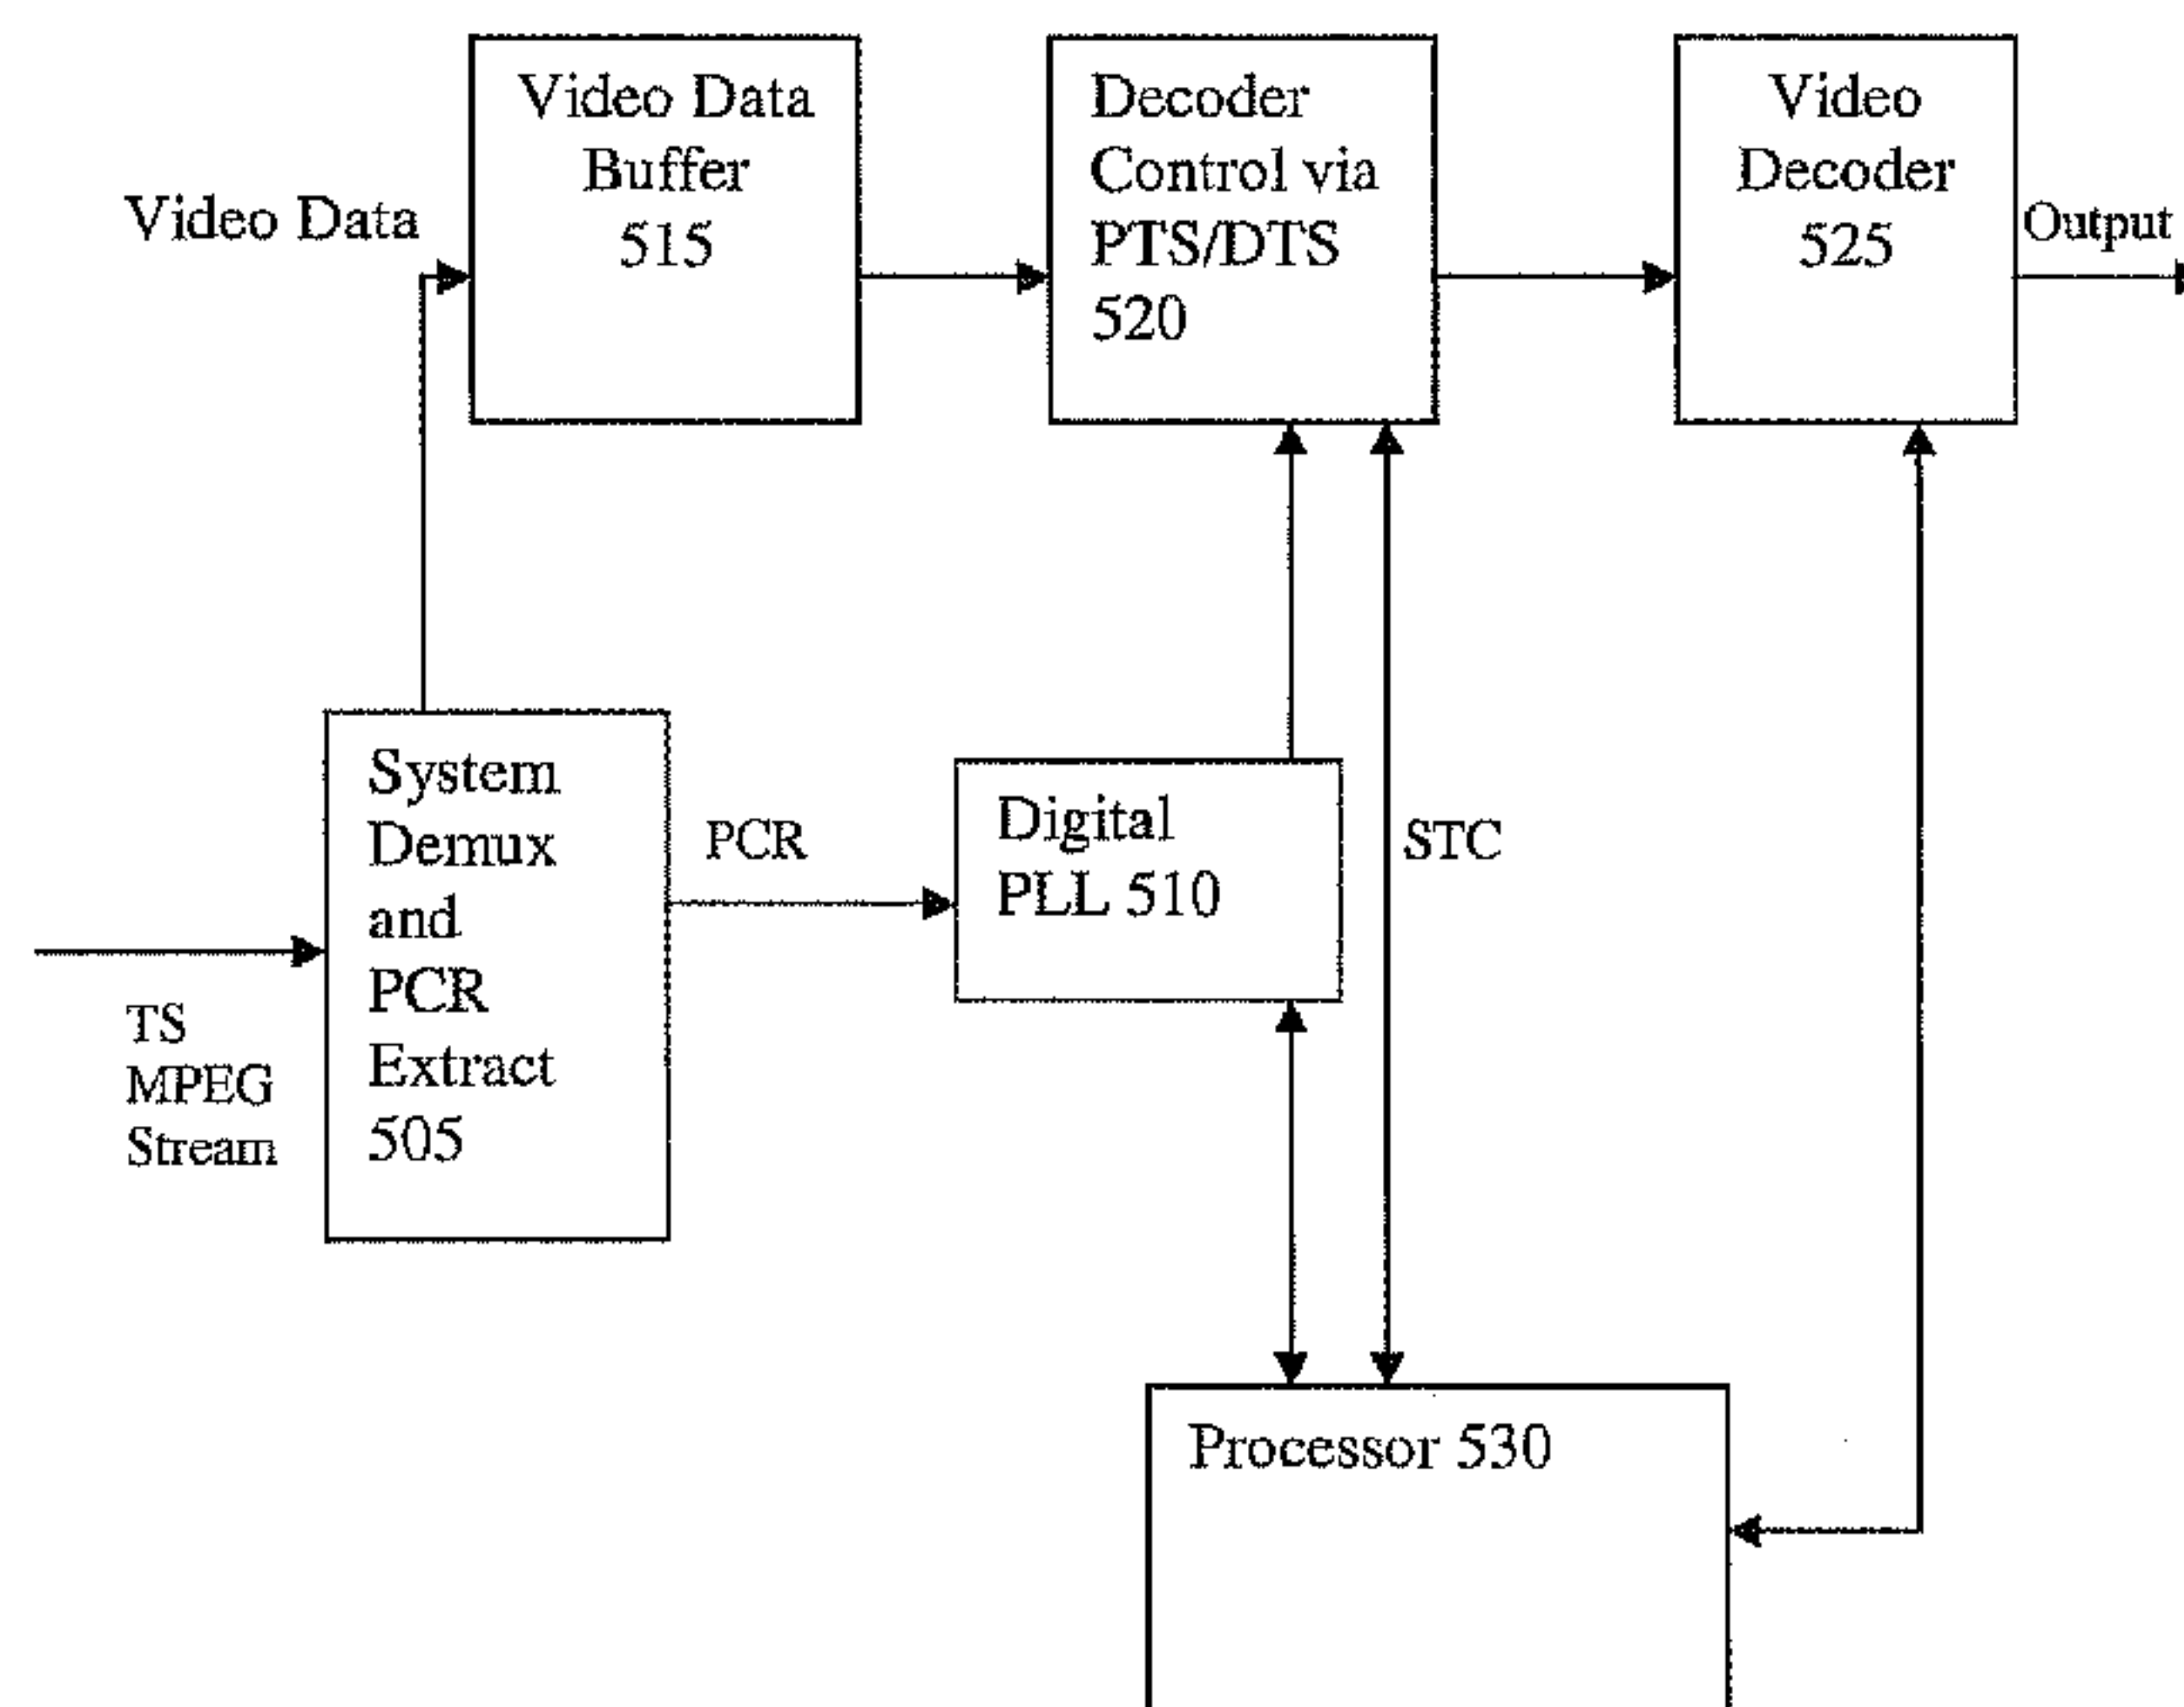 Video Data
Buffer
515
Decoder
Control via
PTS/DTS
520
Video
Decoder
525
Video Data
Output
System
Demux
and
PCR
Extract
505
PCR
Digital
PLL 510
STC
TS
MPEG
Stream
Processor 530